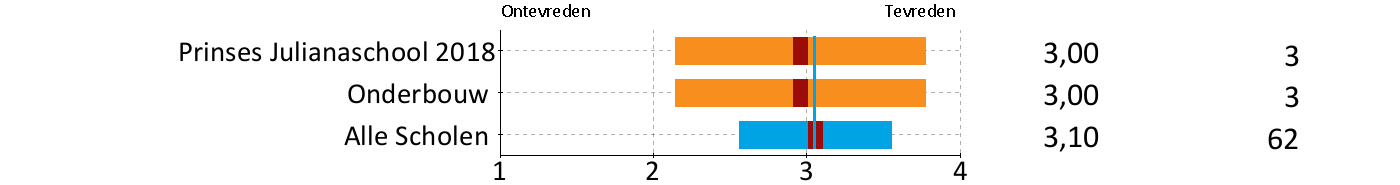 Ontevreden Tevreden
Prinses Julianaschool 2018 3,00 3
Onderbouw 3,00 3
Alle Scholen 3,10 62
1 2 3 4